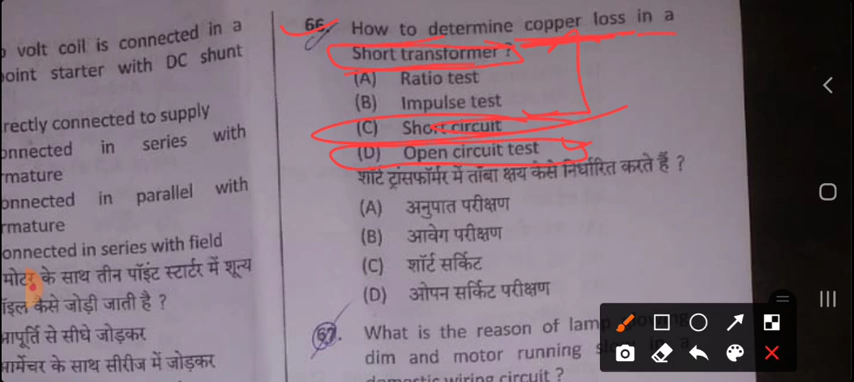 volt coil is connected in a
point starter with DC shunt
rectly connected to supply
onnected in series with
mature
onnected in parallel with
rmature
onnected in series with field
मोटर के साथ तीन पॉइंट स्टार्टर में शून्य
ॉइल कैसे जोड़ी जाती है ?
आपूर्ति से सीधे जोड़कर
आर्मेचर के साथ सीरीज में जोड़कर
66. How to determine copper loss in a
Short transformer ?
(A) Ratio test
(B) Impulse test
(C) Short circuit
(D) Open circuit test
शॉर्ट ट्रांसफॉर्मर में तांबा क्षय कैसे निर्धारित करते हैं ?
(A) अनुपात परीक्षण
(B) आवेग परीक्षण
(C) शॉर्ट सर्किट
(D) ओपन सर्किट परीक्षण
67. What is the reason of lamp
dim and motor running
domestic wiring circuit ?